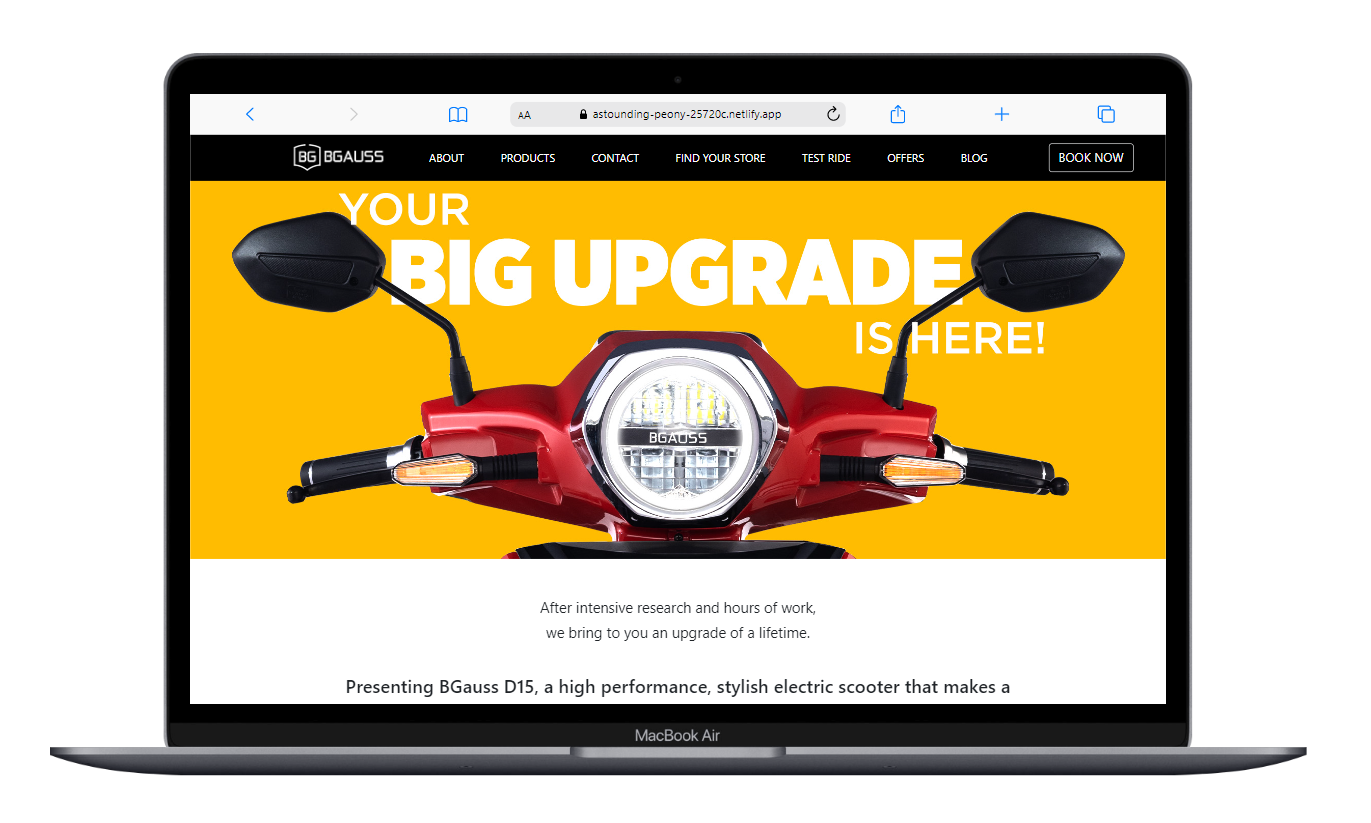 AA astounding-peony-25720c.netlify.app
BG BGAUSS ABOUT PRODUCTS CONTACT FIND YOUR STORE TEST RIDE OFFERS BLOG BOOK NOW
YOUR
BIG UPGRADE
IS HERE!
BGAUSS
After intensive research and hours of work,
we bring to you an upgrade of a lifetime.
Presenting BGauss D15, a high performance, stylish electric scooter that makes a
MacBook Air